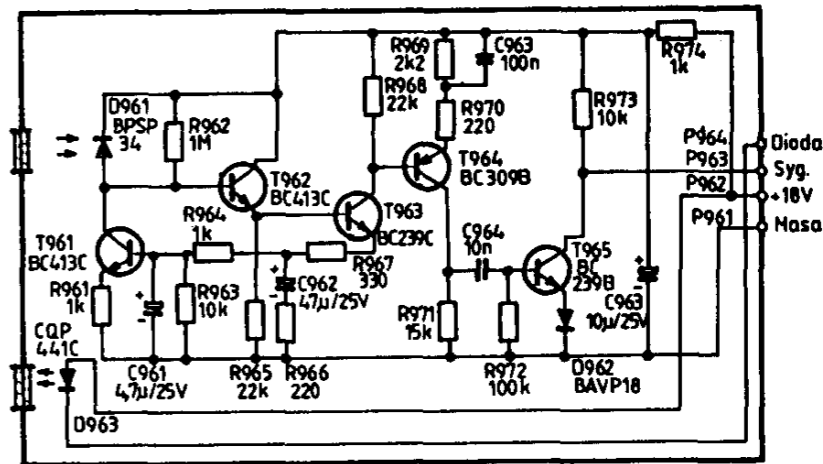 R969
2k2
C963
100n
R974
1k
R968
22k
D961
BPSP
34
R962
1M
R970
220
R973
10k
P964
Dioda
T964
BC309B
P963
Syg.
T962
BC413C
P962
+18V
T963
BC239C
P961
Masa
R964
1k
C964
10n
T961
BC413C
T965
BC
239B
R967
330
R961
1k
R963
10k
C962
47µ/25V
R971
15k
C963
10µ/25V
CQP
441C
C961
4,7µ/25V
R965
22k
R966
220
R972
100k
D962
BAVP18
D963